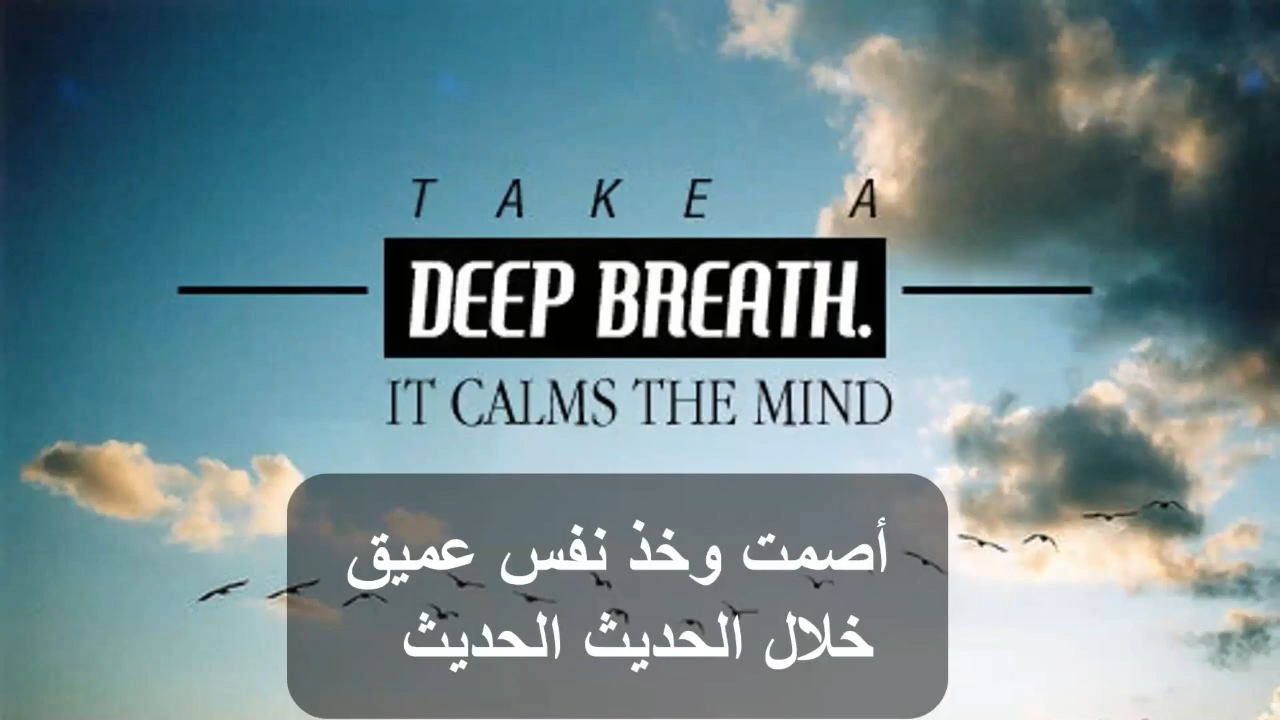 TAKE A
DEEP BREATH.
IT CALMS THE MIND
أصمت وخذ نفس عميق
خلال الحديث الحديث